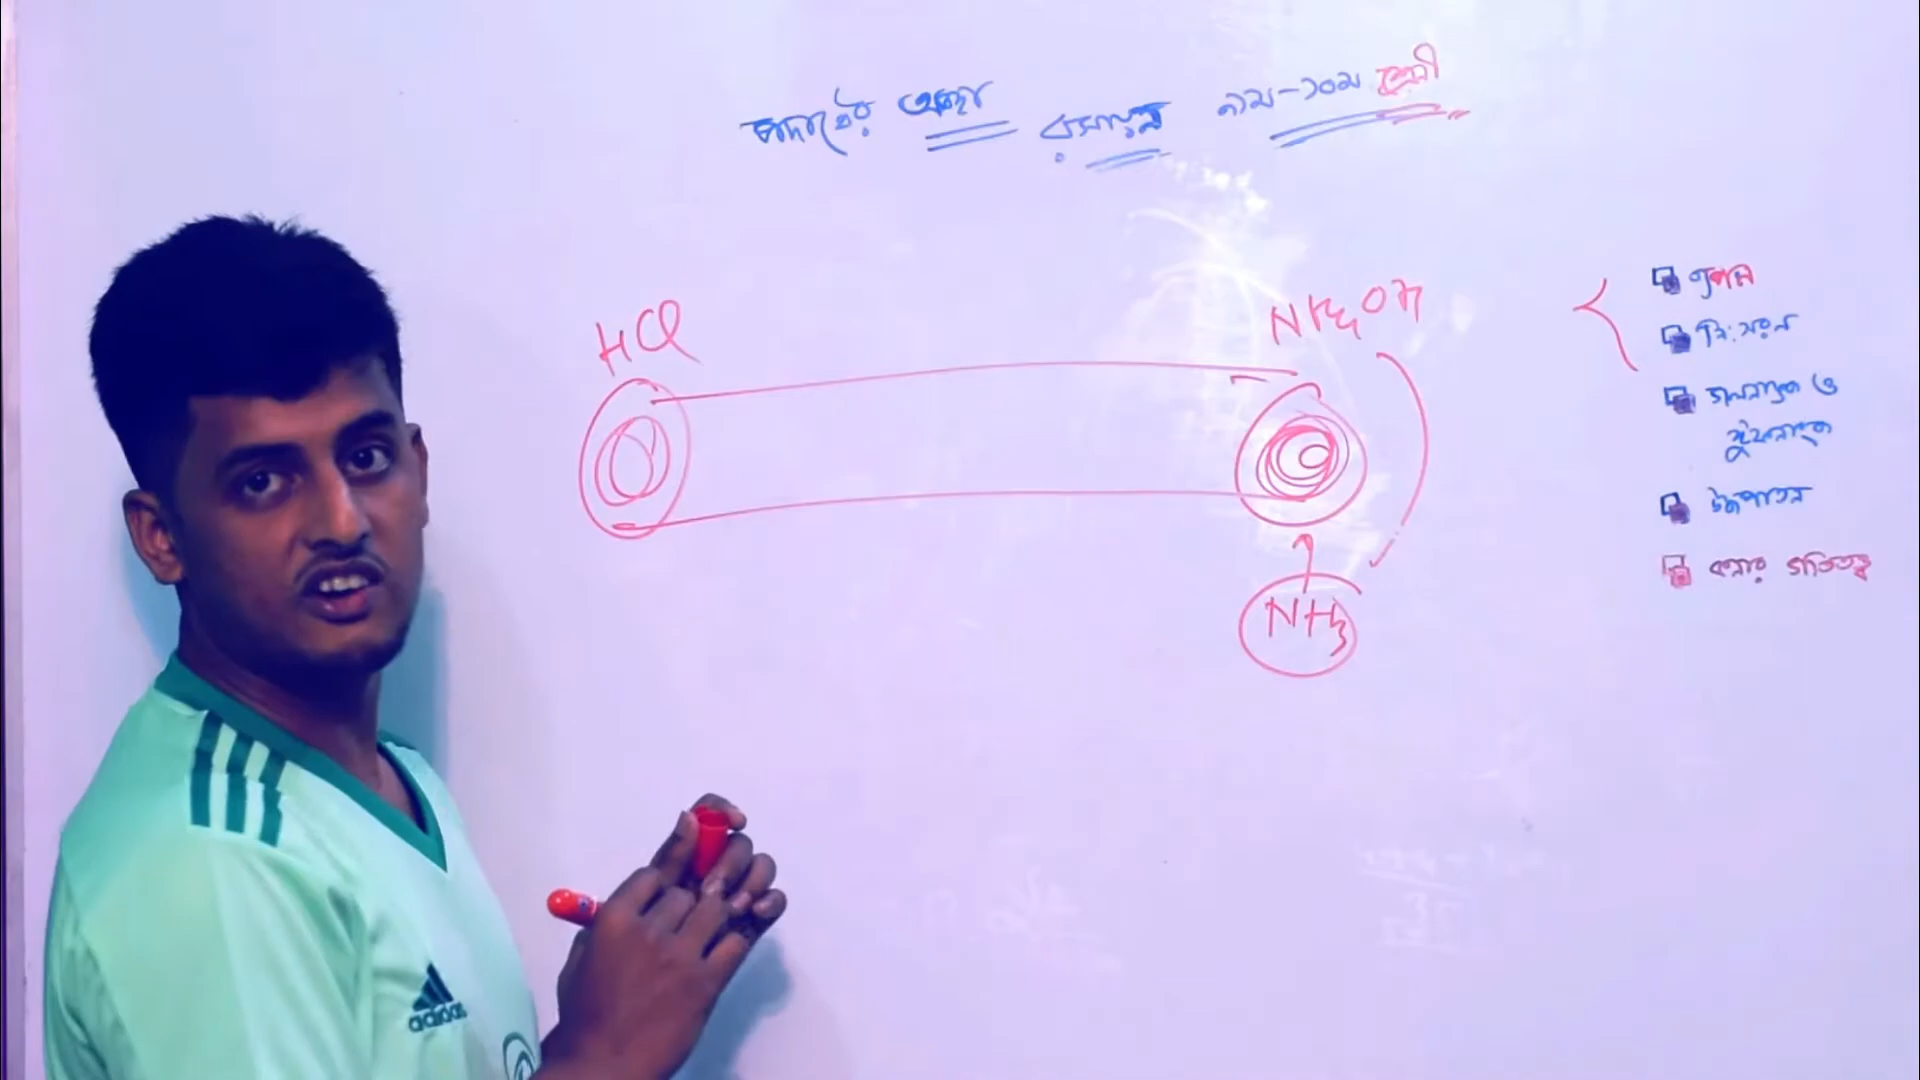 পদার্থের অবস্থা রসায়ন ৯ম-১০ম শ্রেণী
HCl
NH₄OH
NH₃
ব্যাপন
নিঃসরণ
গলনাঙ্ক ও
স্ফুটনাঙ্ক
ঊর্ধ্বপাতন
কণার গতিতত্ত্ব
adidas